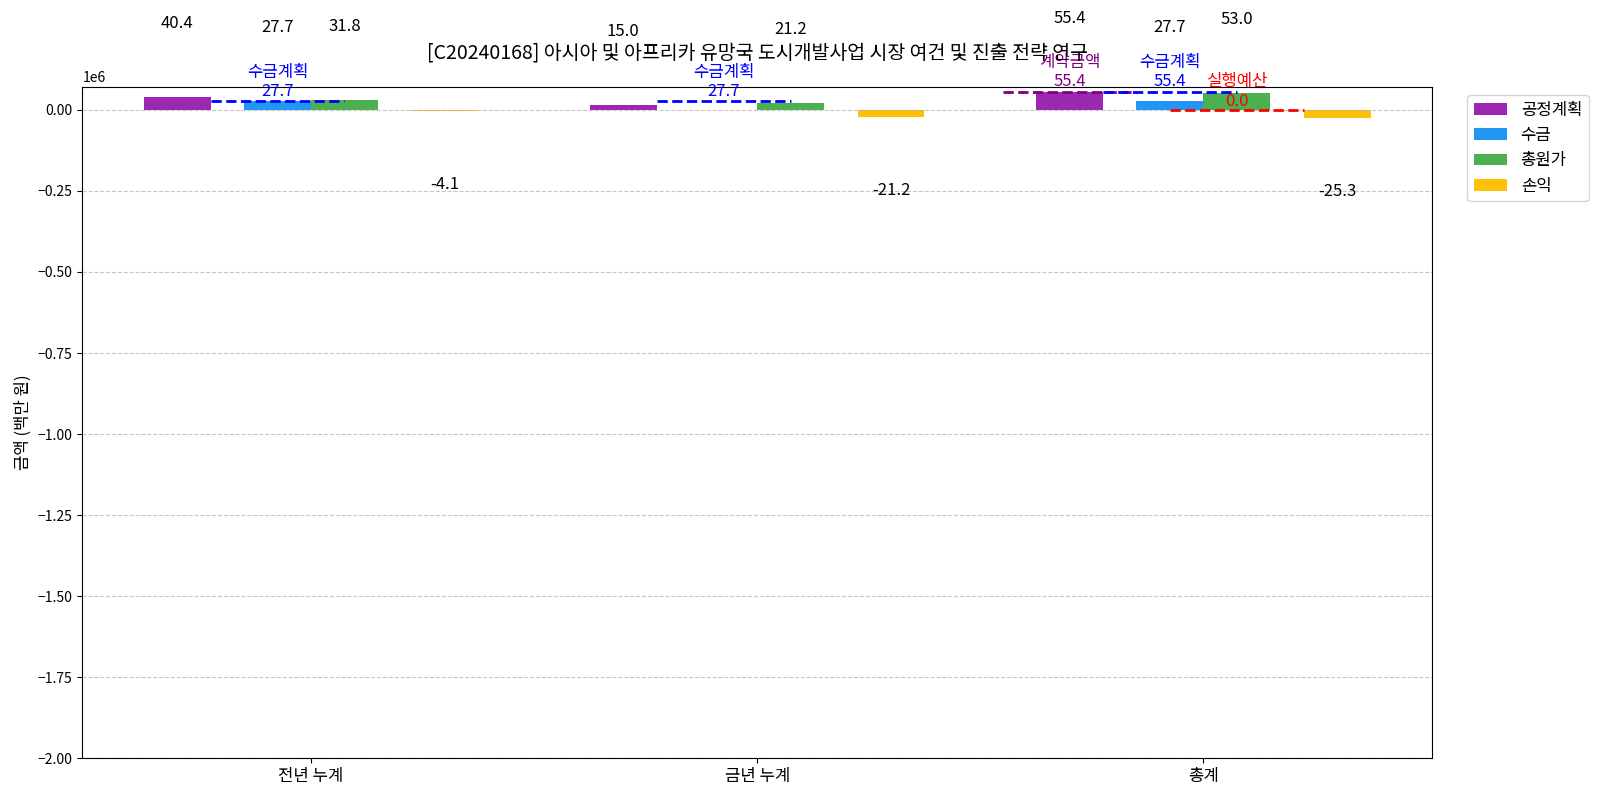 40.4
27.7
31.8
15.0
21.2
55.4
27.7
53.0
[C20240168] 아시아 및 아프리카 유망국 도시개발사업 시장 여건 및 진출 전략 연구
수금계획
27.7
수금계획
27.7
계약금액
55.4
수금계획
55.4
실행예산
0.0
1e6
0.00
−0.25
−0.50
−0.75
−1.00
−1.25
−1.50
−1.75
−2.00
금액 (백만 원)
-4.1
-21.2
-25.3
전년 누계
금년 누계
총계
공정계획
수금
총원가
손익